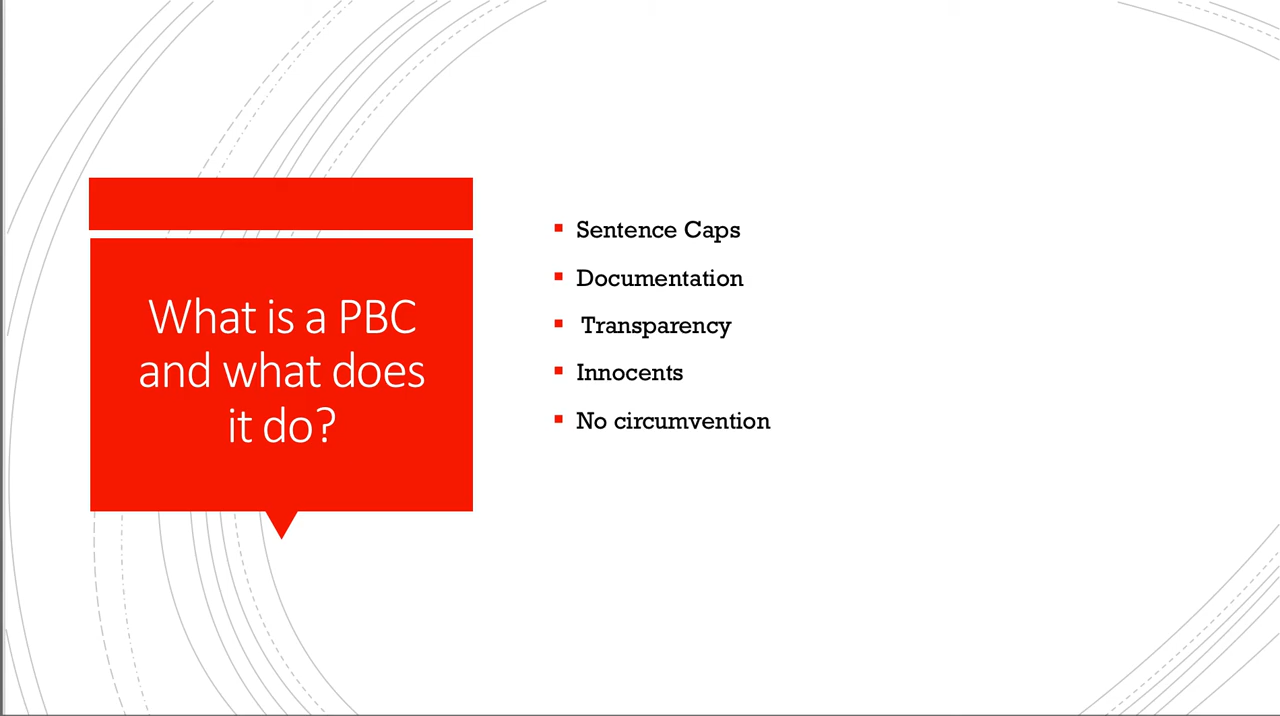 What is a PBC
and what does
it do?
Sentence Caps
Documentation
Transparency
Innocents
No circumvention